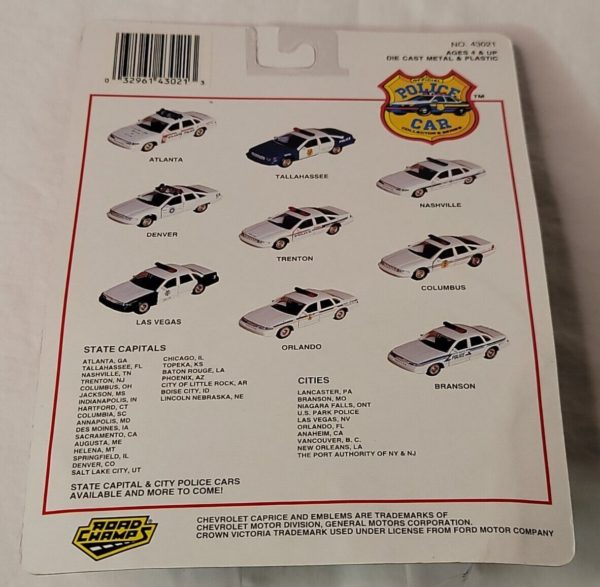 0 32961 43021 3
NO. 43021
AGES 4 & UP
DIE CAST METAL & PLASTIC
OFFICIAL
POLICE
CAR
COLLECTOR'S SERIES
TM
ATLANTA
TALLAHASSEE
NASHVILLE
DENVER
TRENTON
COLUMBUS
LAS VEGAS
ORLANDO
BRANSON
STATE CAPITALS
ATLANTA, GA
TALLAHASSEE, FL
NASHVILLE, TN
TRENTON, NJ
COLUMBUS, OH
JACKSON, MS
INDIANAPOLIS, IN
HARTFORD, CT
COLUMBIA, SC
ANNAPOLIS, MD
DES MOINES, IA
SACRAMENTO, CA
AUGUSTA, ME
HELENA, MT
SPRINGFIELD, IL
DENVER, CO
SALT LAKE CITY, UT
CHICAGO, IL
TOPEKA, KS
BATON ROUGE, LA
PHOENIX, AZ
CITY OF LITTLE ROCK, AR
BOISE CITY, ID
LINCOLN NEBRASKA, NE
CITIES
LANCASTER, PA
BRANSON, MO
NIAGARA FALLS, ONT
U.S. PARK POLICE
LAS VEGAS, NV
ORLANDO, FL
ANAHEIM, CA
VANCOUVER, B. C.
NEW ORLEANS, LA
THE PORT AUTHORITY OF NY & NJ
STATE CAPITAL & CITY POLICE CARS
AVAILABLE AND MORE TO COME!
ROAD
CHAMPS
CHEVROLET CAPRICE AND EMBLEMS ARE TRADEMARKS OF
CHEVROLET MOTOR DIVISION, GENERAL MOTORS CORPORATION.
CROWN VICTORIA TRADEMARK USED UNDER LICENSE FROM FORD MOTOR COMPANY